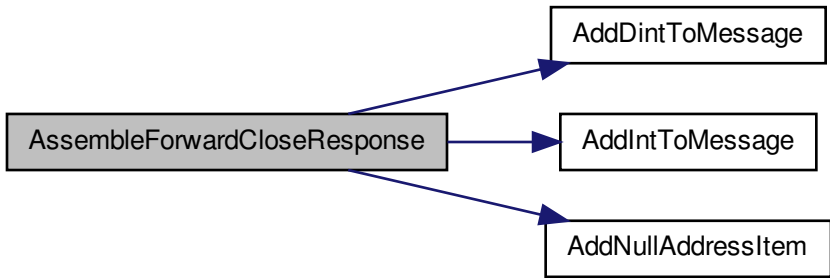 AddDintToMessage
AssembleForwardCloseResponse
AddIntToMessage
AddNullAddressItem